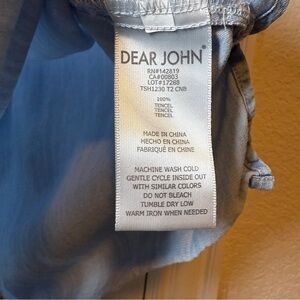 DEAR JOHN®
RN#142819
CA#00803
LOT#17288
TSH1230 T2 CNB
100%
TENCEL
TENCEL
TENCEL
MADE IN CHINA
HECHO EN CHINA
FABRIQUÉ EN CHINE
MACHINE WASH COLD
GENTLE CYCLE INSIDE OUT
WITH SIMILAR COLORS
DO NOT BLEACH
TUMBLE DRY LOW
WARM IRON WHEN NEEDED